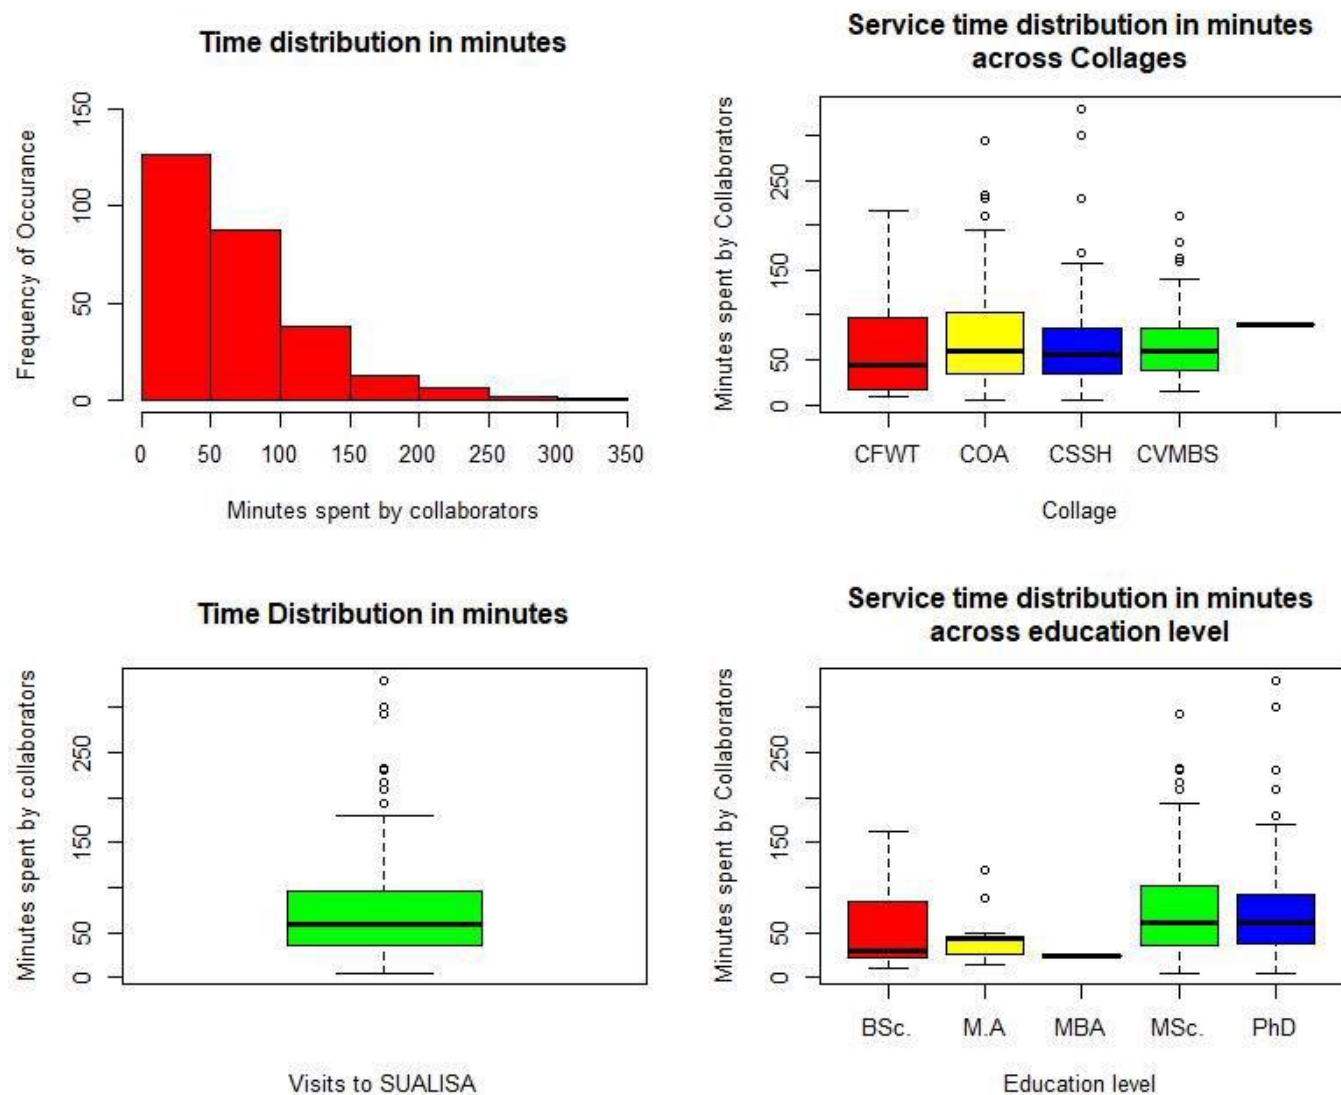 Time distribution in minutes
Frequency of Occurance
150
100
50
0
0 50 100 150 200 250 300 350
Minutes spent by collaborators
Service time distribution in minutes
across Collages
Minutes spent by Collaborators
250
150
50
0
CFWT COA CSSH CVMBS
Collage
Time Distribution in minutes
Minutes spent by collaborators
250
150
50
0
Visits to SUALISA
Service time distribution in minutes
across education level
Minutes spent by Collaborators
250
150
50
0
BSc. M.A MBA MSc. PhD
Education level